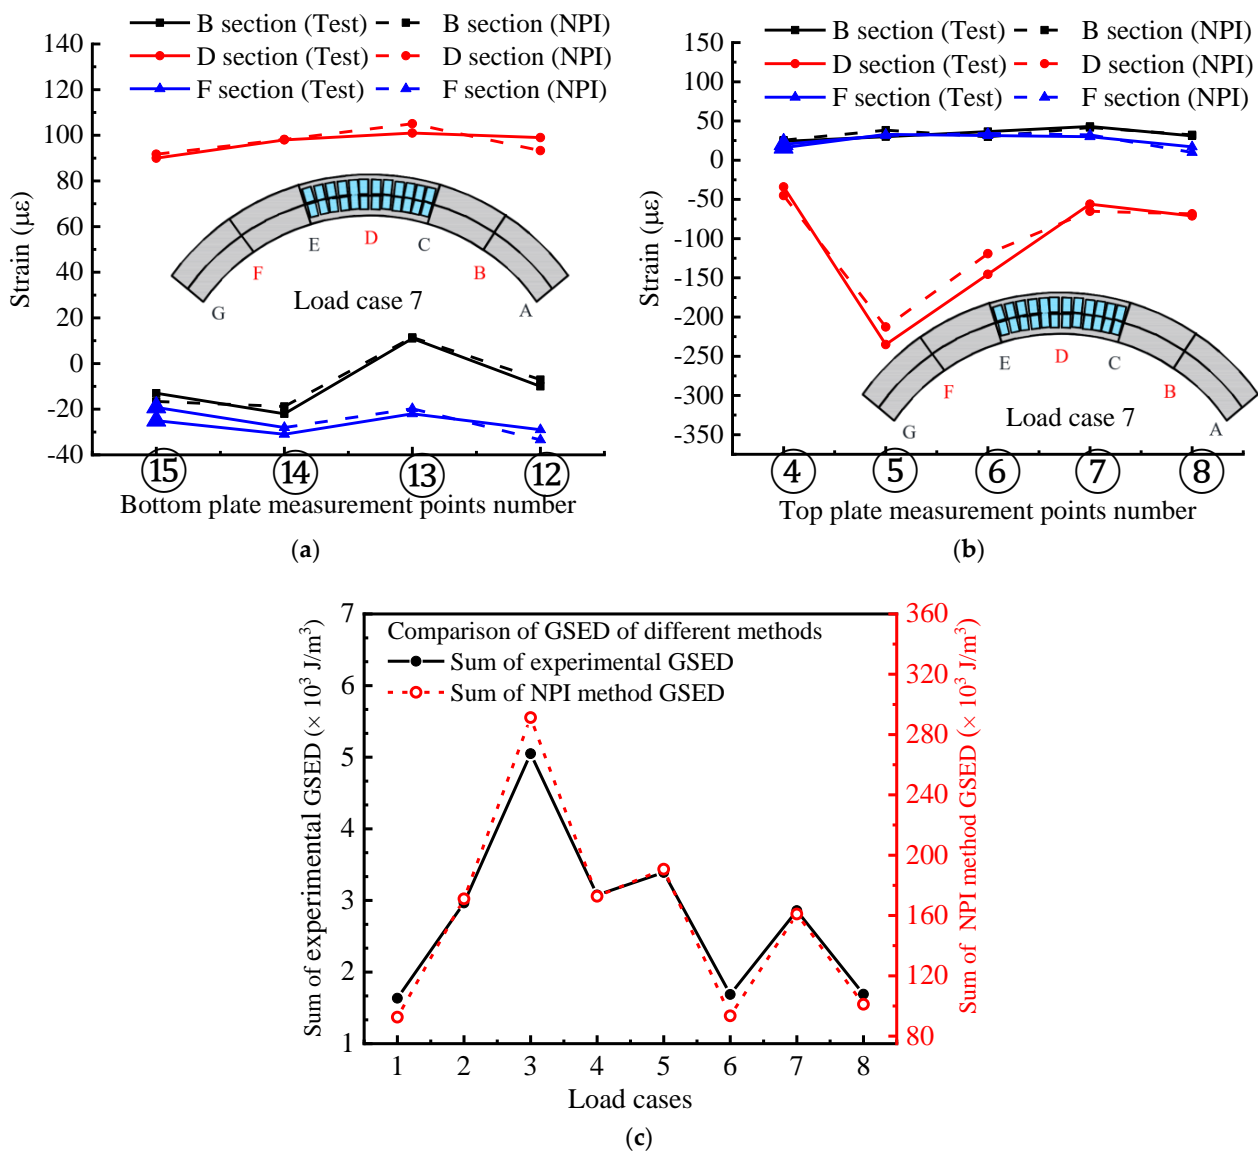 B section (Test) B section (NPI)
D section (Test) D section (NPI)
F section (Test) F section (NPI)
140
120
100
80
60
40
20
0
-20
-40
Strain (με)
E D C
F B
G A
Load case 7
15 14 13 12
Bottom plate measurement points number
(a)
B section (Test) B section (NPI)
D section (Test) D section (NPI)
F section (Test) F section (NPI)
150
100
50
0
-50
-100
-150
-200
-250
-300
-350
Strain (με)
E D C
F B
G A
Load case 7
4 5 6 7 8
Top plate measurement points number
(b)
Comparison of GSED of different methods
Sum of experimental GSED
Sum of NPI method GSED
7
6
5
4
3
2
1
Sum of experimental GSED (× 10³ J/m³)
360
320
280
240
200
160
120
80
Sum of NPI method GSED (× 10³ J/m³)
1 2 3 4 5 6 7 8
Load cases
(c)